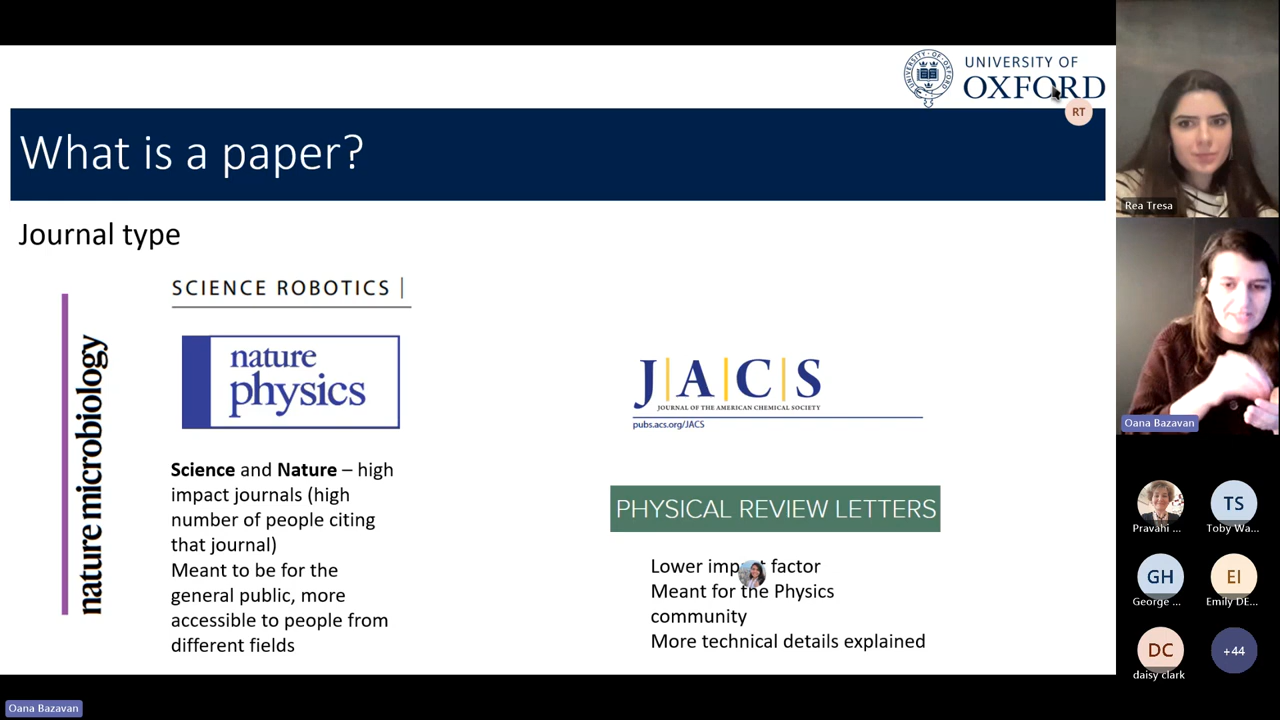 UNIVERSITY OF
OXFORD
RT
What is a paper?
Journal type
nature microbiology
SCIENCE ROBOTICS
nature
physics
Science and Nature – high
impact journals (high
number of people citing
that journal)
Meant to be for the
general public, more
accessible to people from
different fields
J|A|C|S
JOURNAL OF THE AMERICAN CHEMICAL SOCIETY
pubs.acs.org/JACS
PHYSICAL REVIEW LETTERS
Lower factor
Meant for the Physics
community
More technical details explained
Rea Tresa
Oana Bazavan
Pravahi ...
TS
Toby Wa...
GH
George ...
EI
Emily DE...
DC
daisy clark
+44
Oana Bazavan